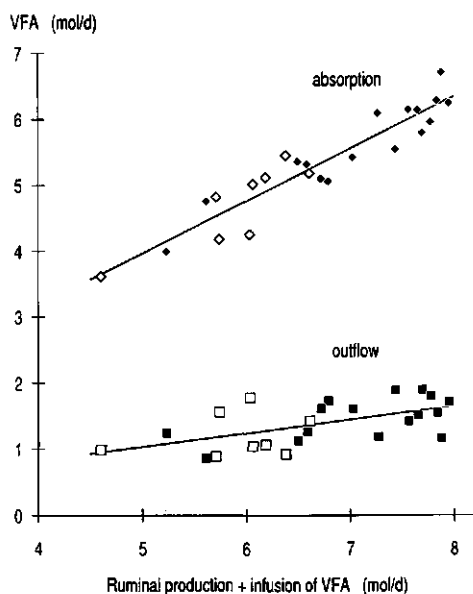 VFA (mol/d)
7
absorption
6
5
4
3
outflow
2
1
0
4 5 6 7 8
Ruminal production + infusion of VFA (mol/d)